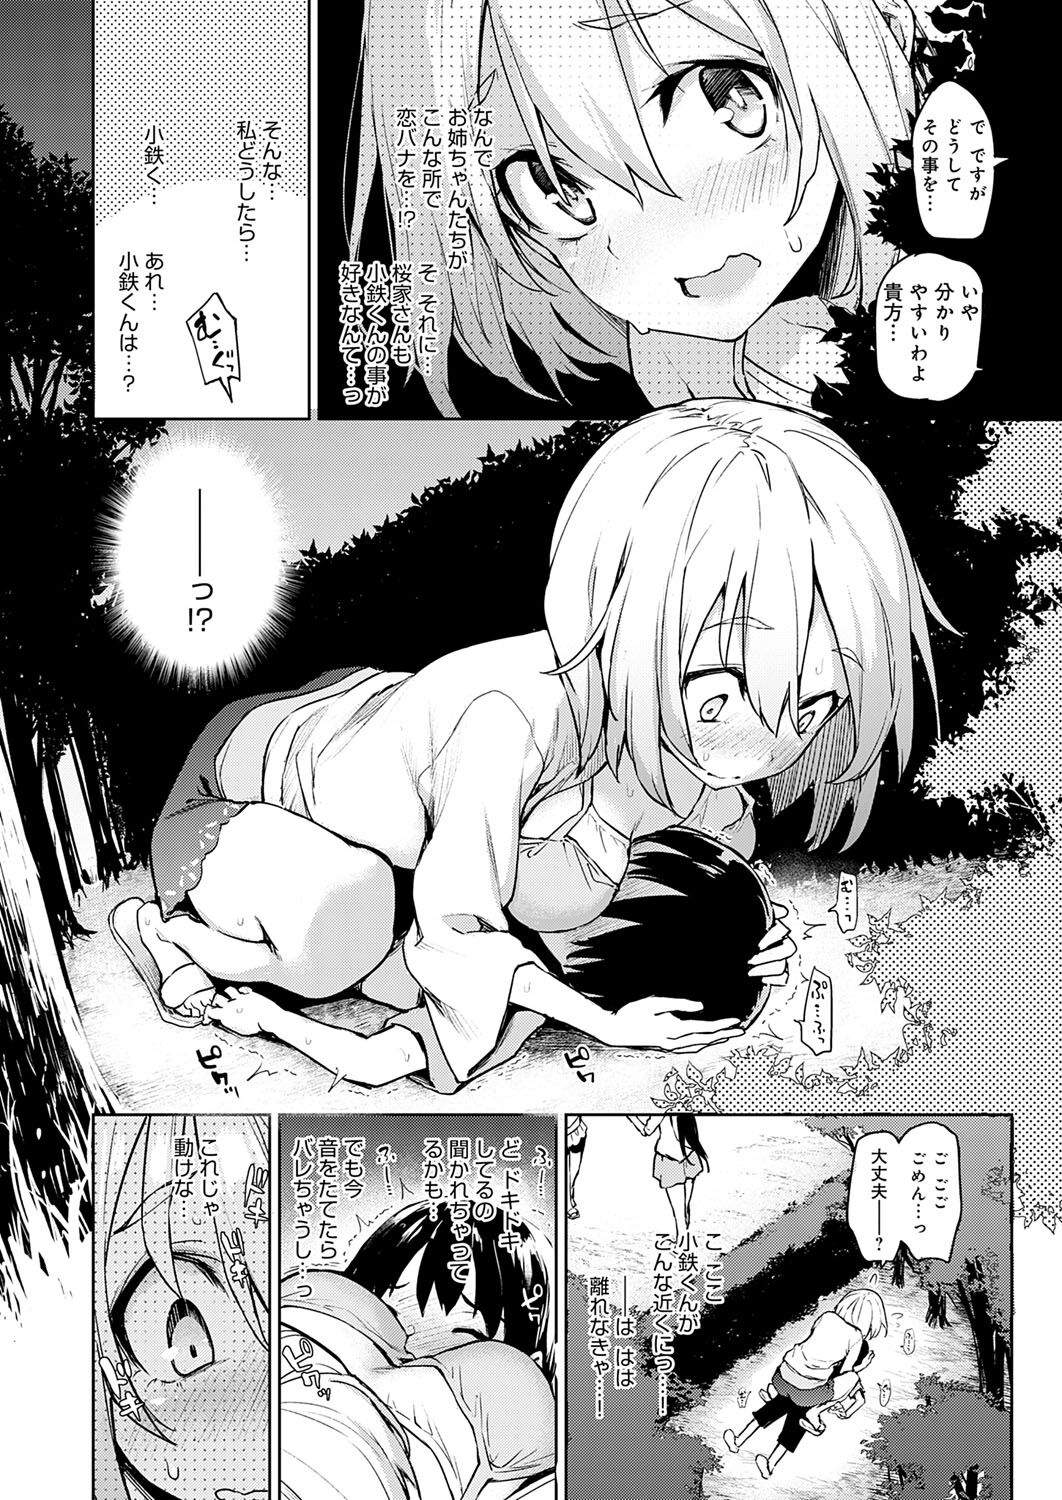 で ですが
どうして
その事を…
いや
分かり
やすいわよ
貴方…
なんで…
お姉ちゃんたちが
こんな所で
恋バナを…!?
そ それに…
桜家さんも
小鉄くんの事が
好きなんて…っ
そんな…
私どうしたら…
小鉄く…
あれ…
小鉄くんは…?
む…ぐっ
――っ!?
む…っ
ぷ…ふっ
ピクッ
ピクッ
ご ごご
ごめん…っ
大丈夫――?
こ ここ
小鉄くんが
こんな近くにっ…!
――は はは
離れなきゃ…!
ど ドキドキ
してるの
聞かれちゃって
るかも…
でも今
音をたてたら
バレちゃうし…っ
ふー…
ふー…
これじゃ
動けな…
ドキ
ドキ
ドキ
ドキ